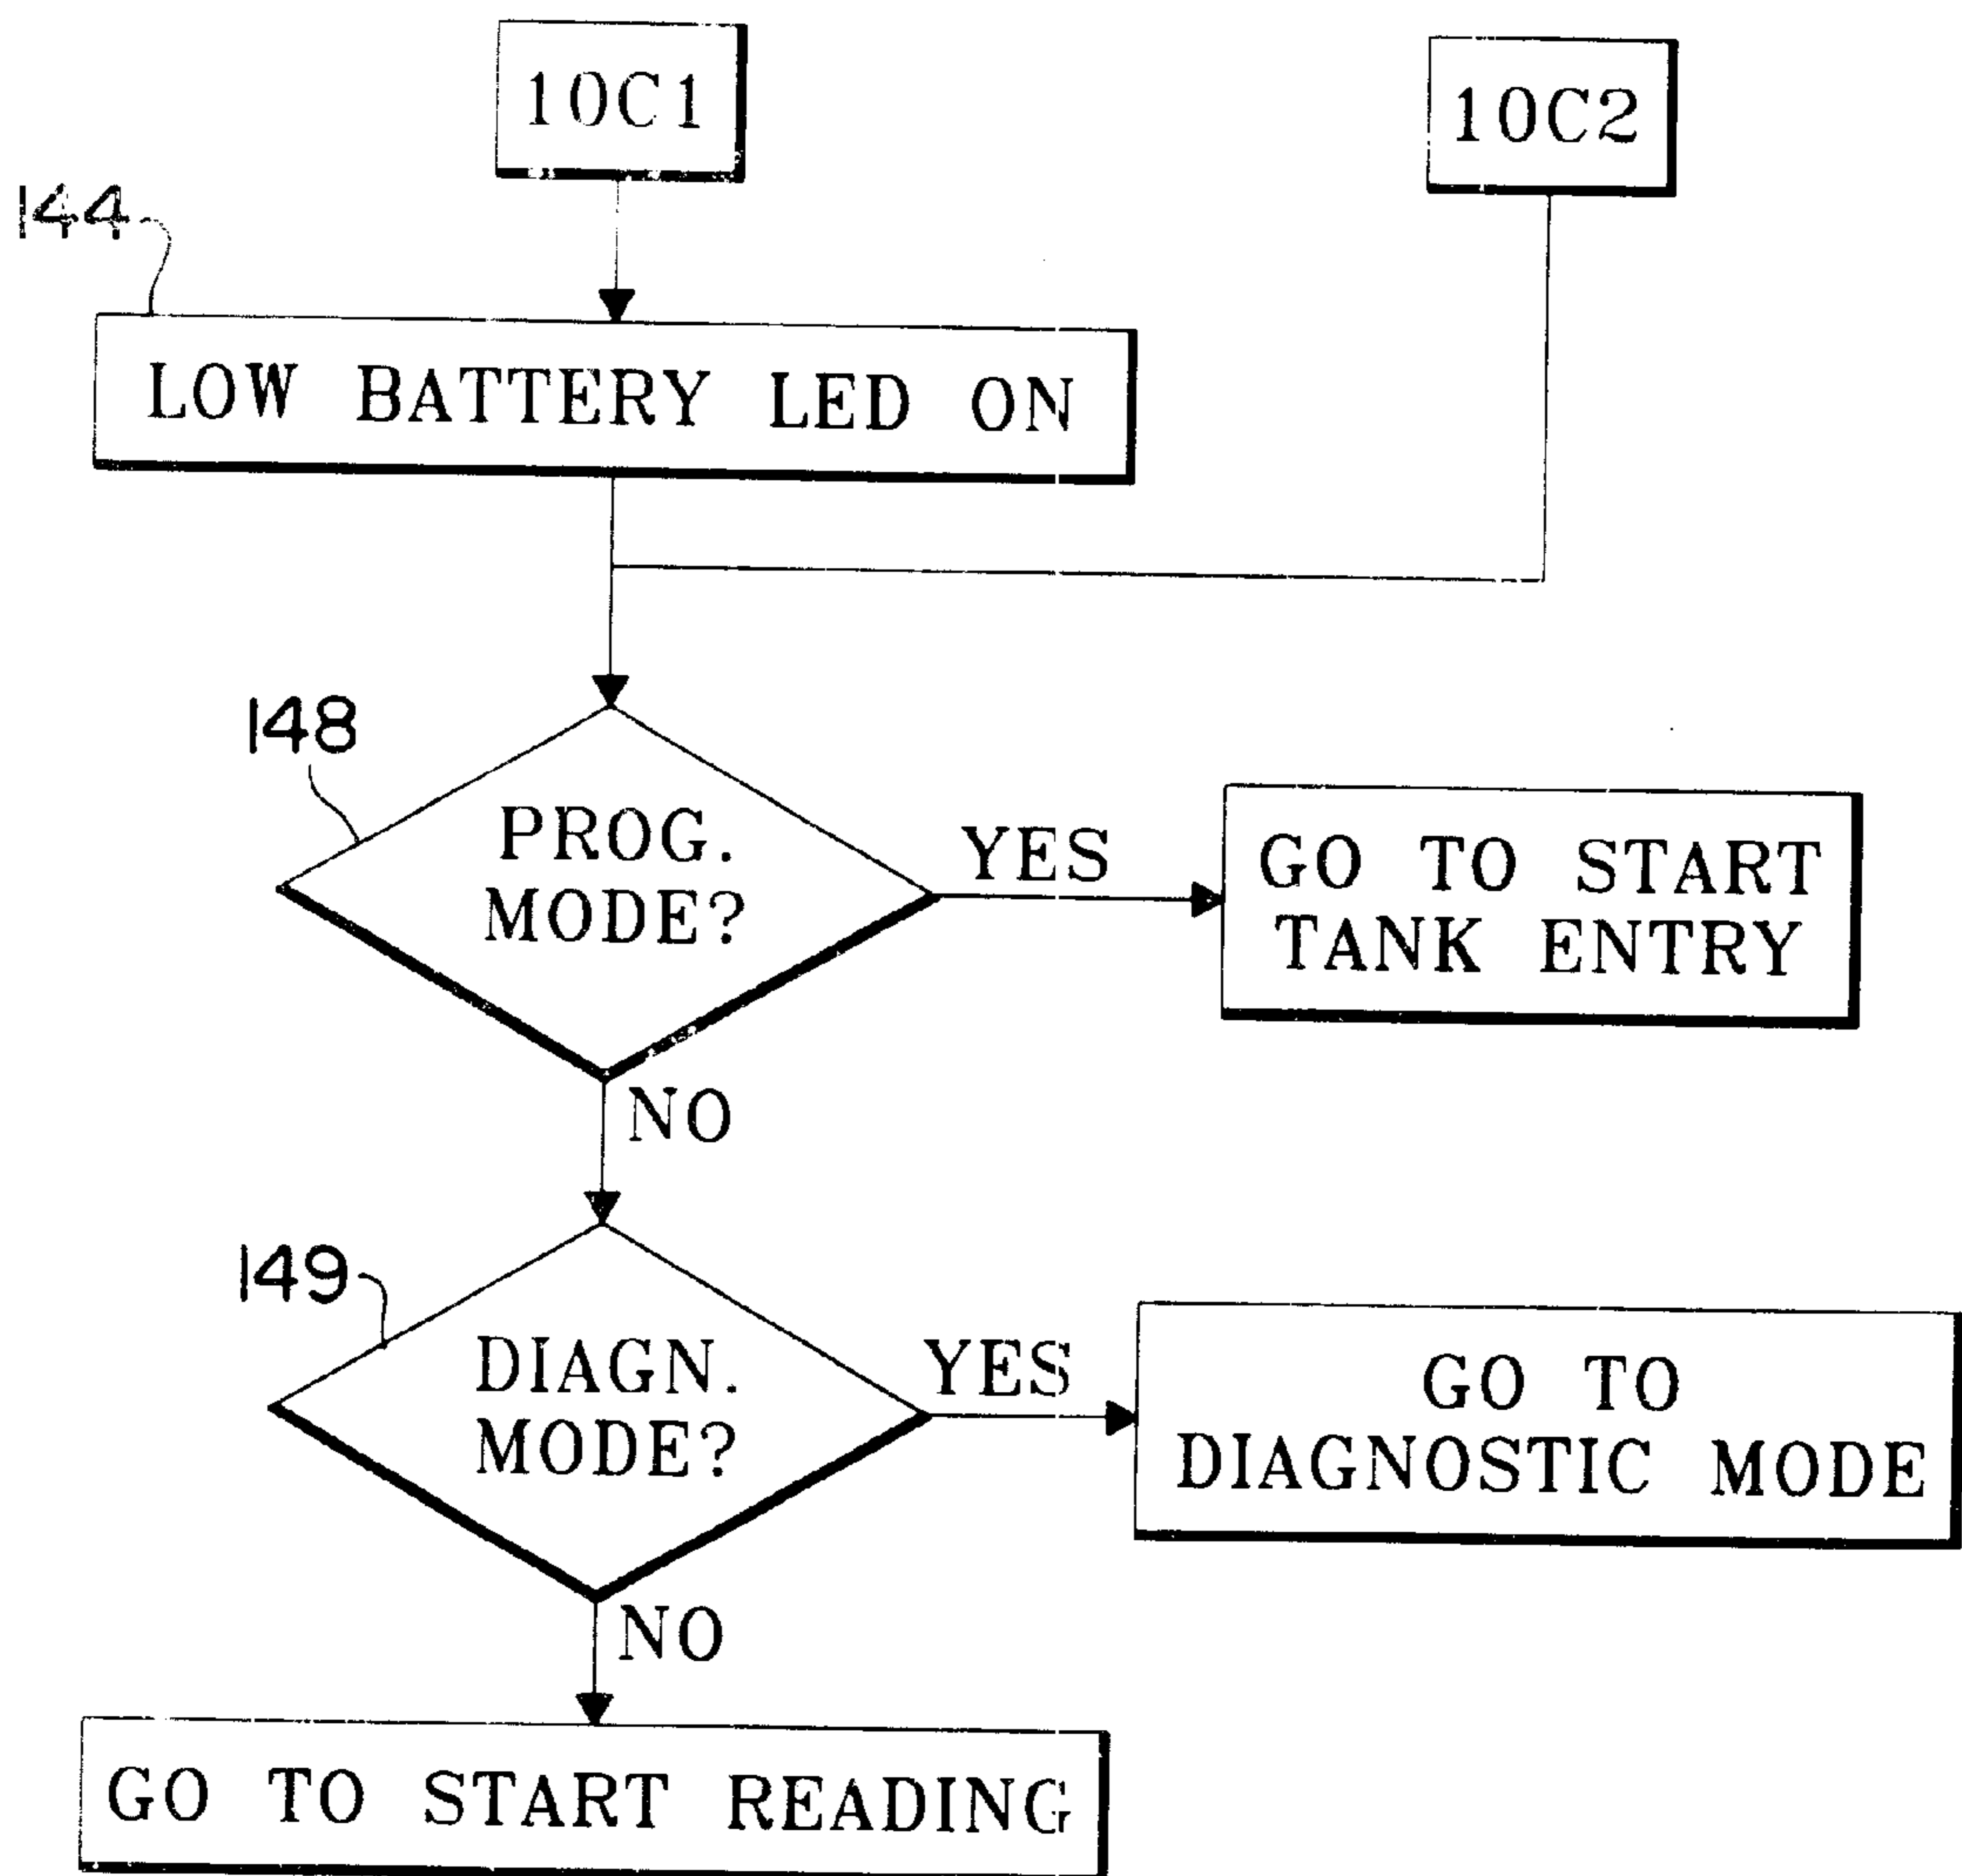 10C1
10C2
144
LOW BATTERY LED ON
148
PROG.
MODE?
YES
GO TO START
TANK ENTRY
NO
149
DIAGN.
MODE?
YES
GO TO
DIAGNOSTIC MODE
NO
GO TO START READING